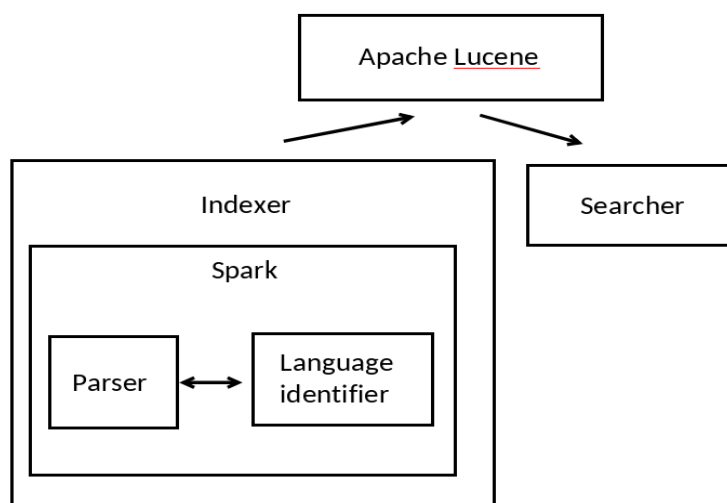 Apache Lucene
Indexer
Searcher
Spark
Parser
Language
identifier